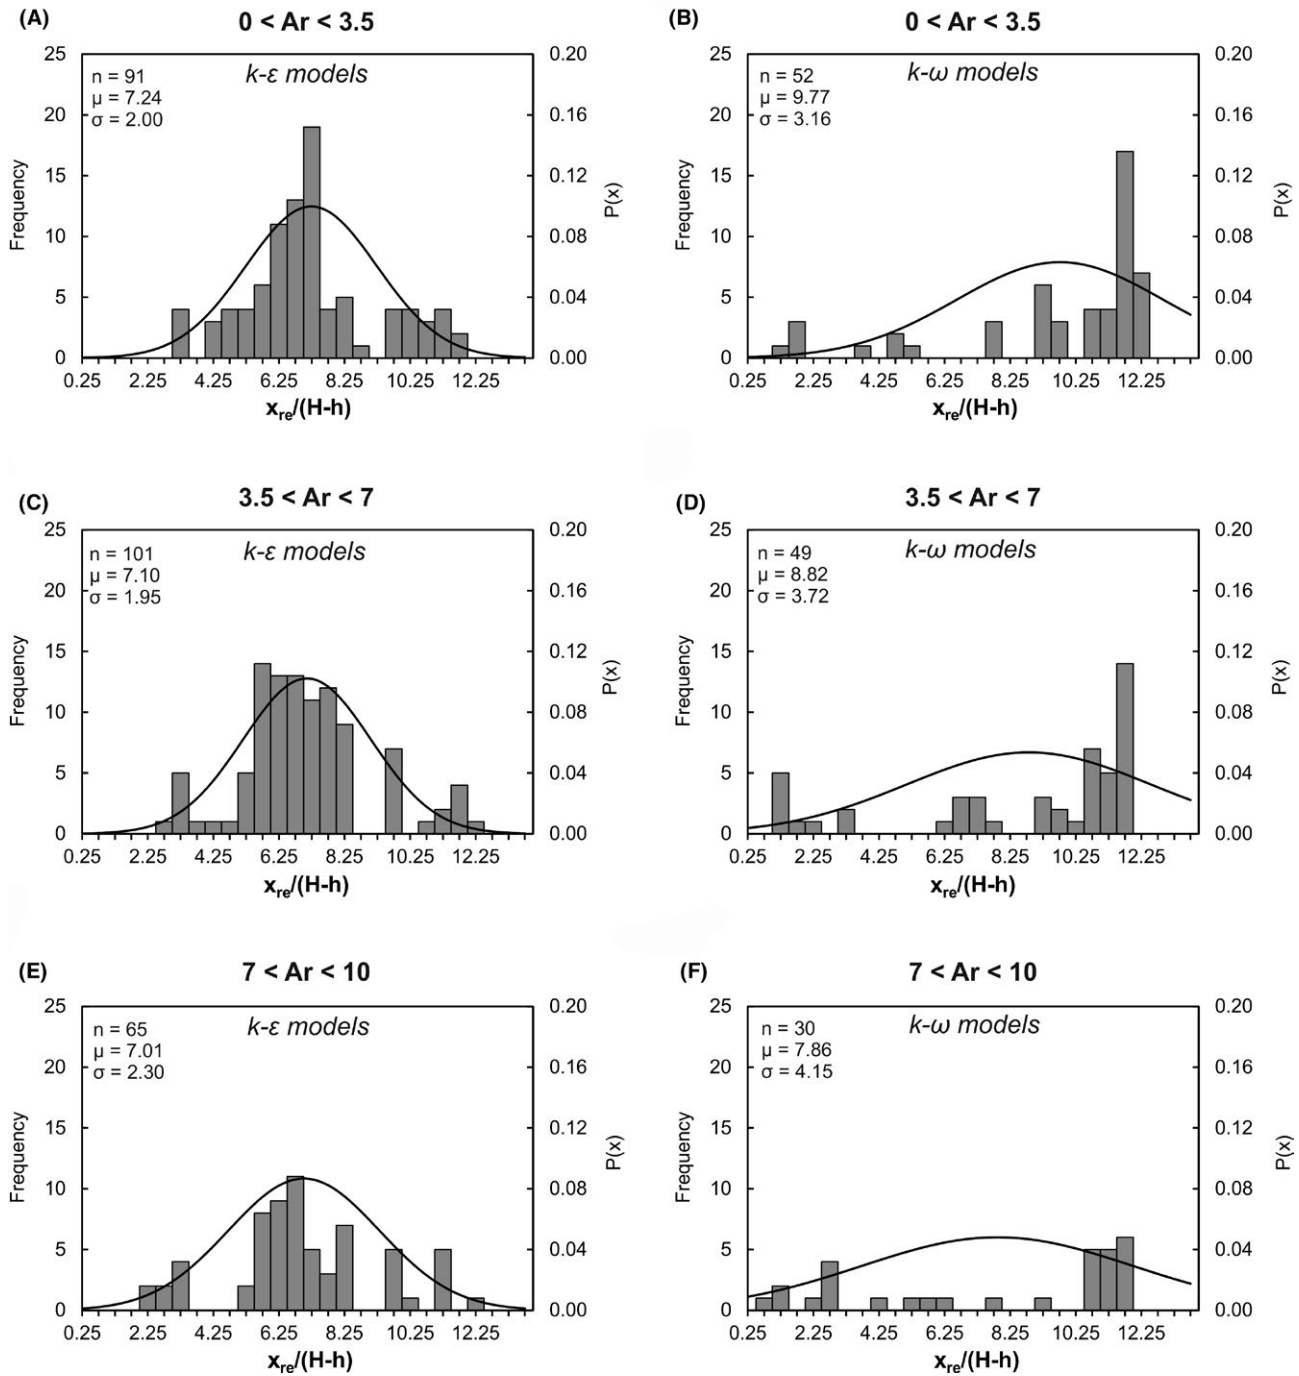 (A)
0 < Ar < 3.5
25
20
15
10
5
0
Frequency
0.20
0.16
0.12
0.08
0.04
0.00
P(x)
n = 91
μ = 7.24
σ = 2.00
k-ε models
0.25 2.25 4.25 6.25 8.25 10.25 12.25
xre/(H-h)
(B)
0 < Ar < 3.5
25
20
15
10
5
0
Frequency
0.20
0.16
0.12
0.08
0.04
0.00
P(x)
n = 52
μ = 9.77
σ = 3.16
k-ω models
0.25 2.25 4.25 6.25 8.25 10.25 12.25
xre/(H-h)
(C)
3.5 < Ar < 7
25
20
15
10
5
0
Frequency
0.20
0.16
0.12
0.08
0.04
0.00
P(x)
n = 101
μ = 7.10
σ = 1.95
k-ε models
0.25 2.25 4.25 6.25 8.25 10.25 12.25
xre/(H-h)
(D)
3.5 < Ar < 7
25
20
15
10
5
0
Frequency
0.20
0.16
0.12
0.08
0.04
0.00
P(x)
n = 49
μ = 8.82
σ = 3.72
k-ω models
0.25 2.25 4.25 6.25 8.25 10.25 12.25
xre/(H-h)
(E)
7 < Ar < 10
25
20
15
10
5
0
Frequency
0.20
0.16
0.12
0.08
0.04
0.00
P(x)
n = 65
μ = 7.01
σ = 2.30
k-ε models
0.25 2.25 4.25 6.25 8.25 10.25 12.25
xre/(H-h)
(F)
7 < Ar < 10
25
20
15
10
5
0
Frequency
0.20
0.16
0.12
0.08
0.04
0.00
P(x)
n = 30
μ = 7.86
σ = 4.15
k-ω models
0.25 2.25 4.25 6.25 8.25 10.25 12.25
xre/(H-h)